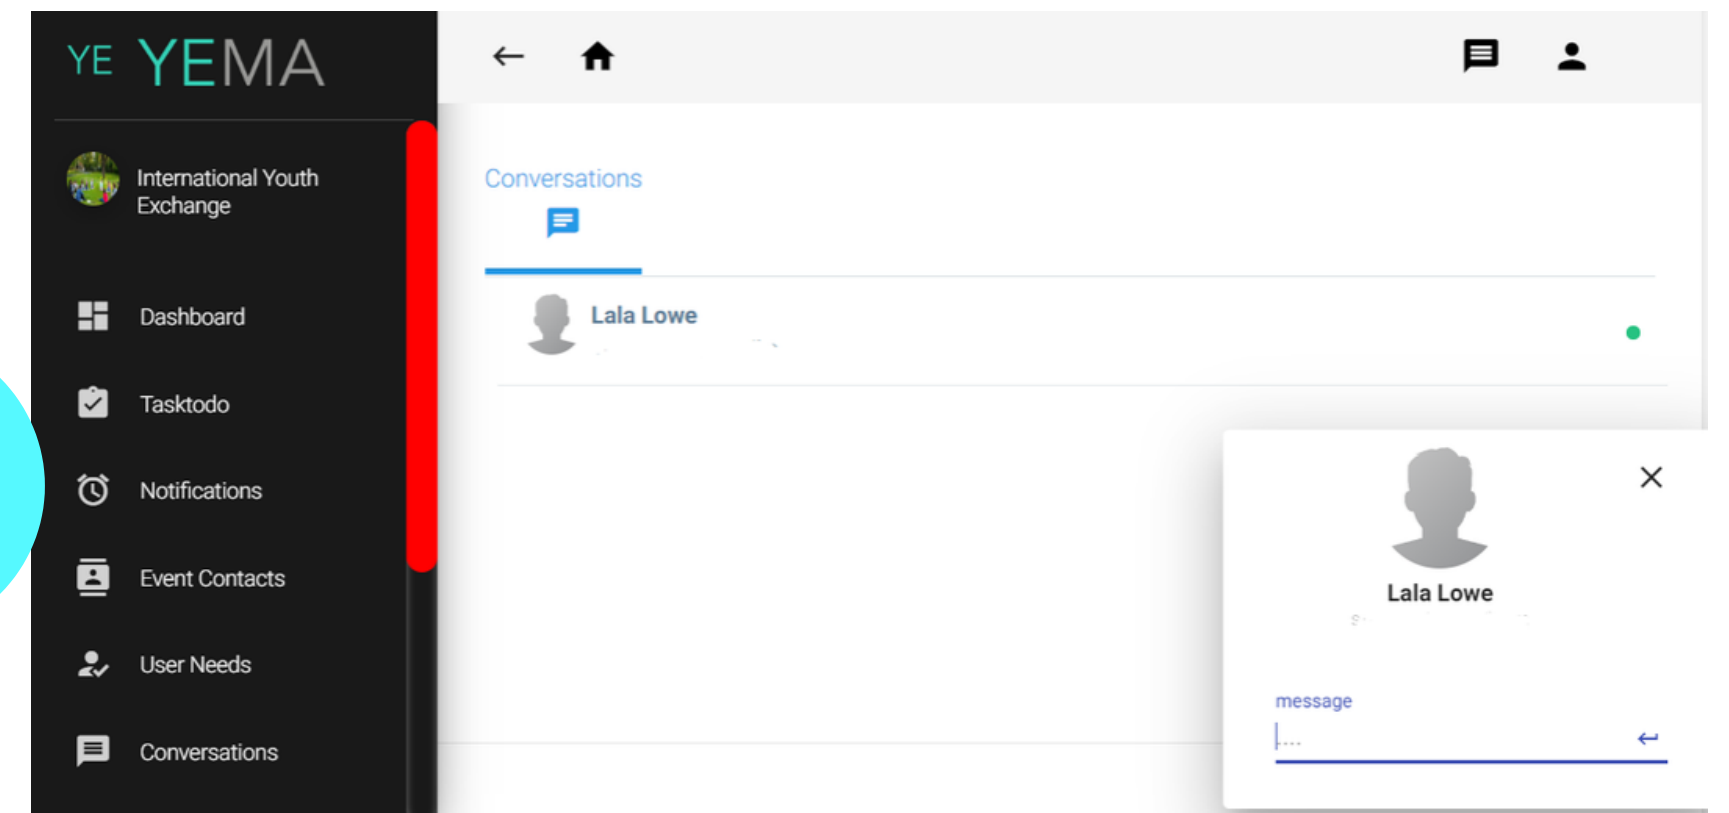 YE YEMA
International Youth
Exchange
Dashboard
Tasktodo
Notifications
Event Contacts
User Needs
Conversations
Conversations
Lala Lowe
Lala Lowe
message
....